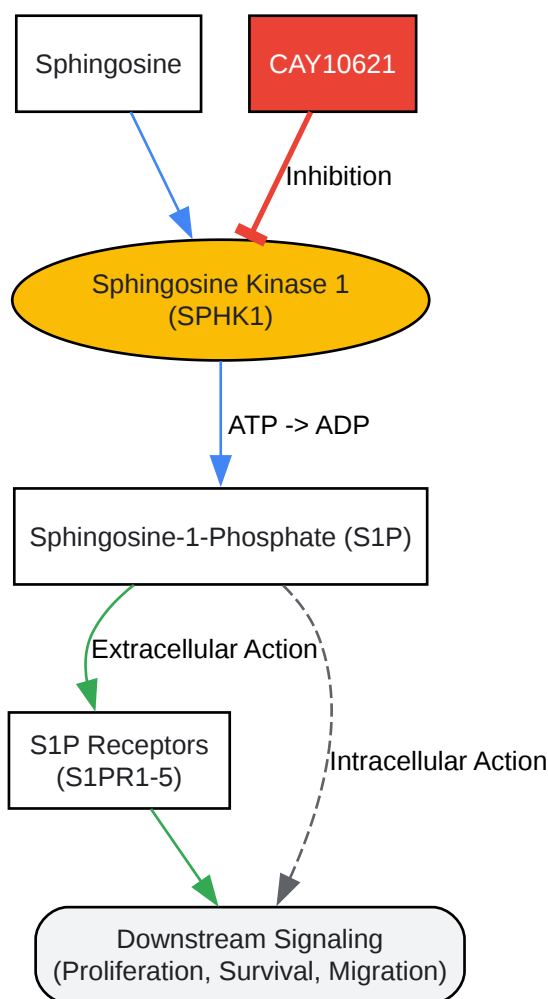 Sphingosine
CAY10621
Inhibition
Sphingosine Kinase 1
(SPHK1)
ATP -> ADP
Sphingosine-1-Phosphate (S1P)
Extracellular Action
S1P Receptors
(S1PR1-5)
Intracellular Action
Downstream Signaling
(Proliferation, Survival, Migration)